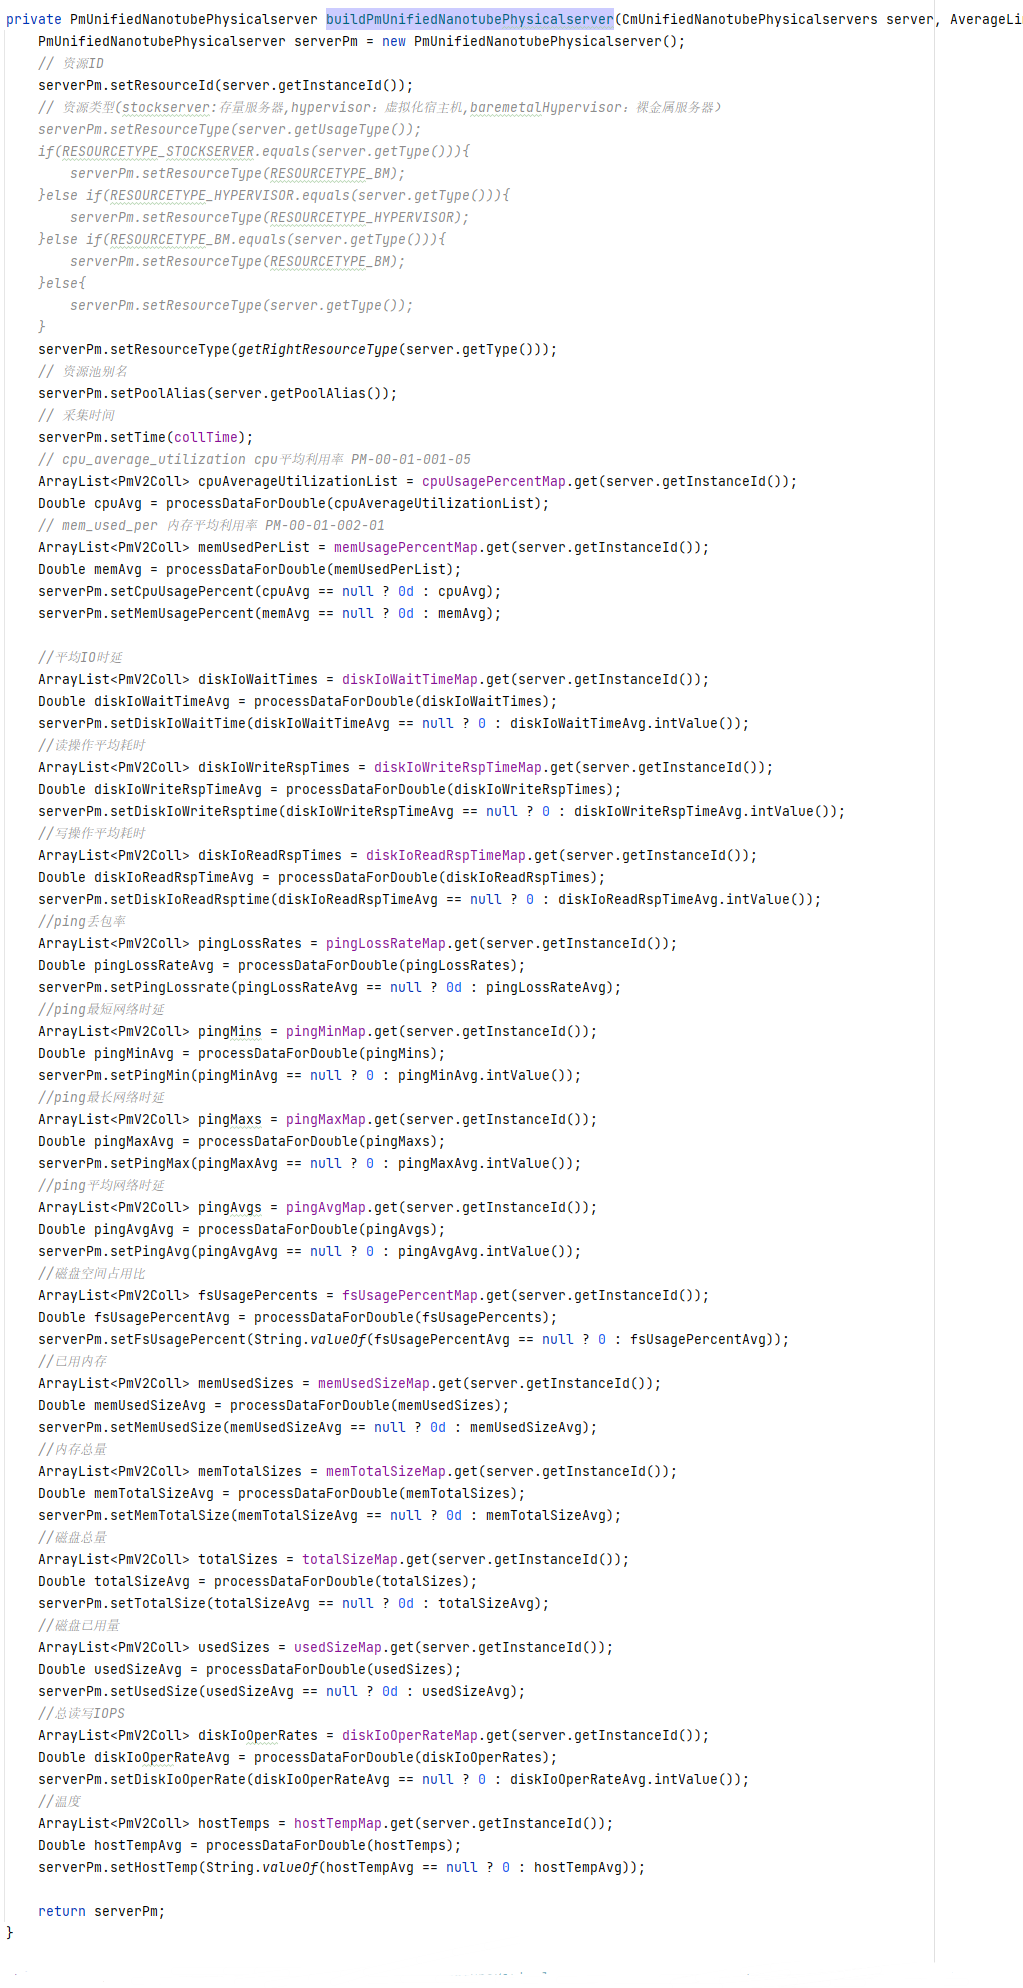 private PmUnifiedNanotubePhysicalserver buildPmUnifiedNanotubePhysicalserver(CmUnifiedNanotubePhysicalservers server, AverageLi
    PmUnifiedNanotubePhysicalserver serverPm = new PmUnifiedNanotubePhysicalserver();
    // 资源ID
    serverPm.setResourceId(server.getInstanceId());
    // 资源类型(stockserver:存量服务器,hypervisor：虚拟化宿主机,baremetalHypervisor：裸金属服务器)
    serverPm.setResourceType(server.getUsageType());
    if(RESOURCETYPE_STOCKSERVER.equals(server.getType())){
        serverPm.setResourceType(RESOURCETYPE_BM);
    }else if(RESOURCETYPE_HYPERVISOR.equals(server.getType())){
        serverPm.setResourceType(RESOURCETYPE_HYPERVISOR);
    }else if(RESOURCETYPE_BM.equals(server.getType())){
        serverPm.setResourceType(RESOURCETYPE_BM);
    }else{
        serverPm.setResourceType(server.getType());
    }
    serverPm.setResourceType(getRightResourceType(server.getType()));
    // 资源池别名
    serverPm.setPoolAlias(server.getPoolAlias());
    // 采集时间
    serverPm.setTime(collTime);
    // cpu_average_utilization cpu平均利用率 PM-00-01-001-05
    ArrayList<PmV2Coll> cpuAverageUtilizationList = cpuUsagePercentMap.get(server.getInstanceId());
    Double cpuAvg = processDataForDouble(cpuAverageUtilizationList);
    // mem_used_per 内存平均利用率 PM-00-01-002-01
    ArrayList<PmV2Coll> memUsedPerList = memUsagePercentMap.get(server.getInstanceId());
    Double memAvg = processDataForDouble(memUsedPerList);
    serverPm.setCpuUsagePercent(cpuAvg == null ? 0d : cpuAvg);
    serverPm.setMemUsagePercent(memAvg == null ? 0d : memAvg);

    //平均IO时延
    ArrayList<PmV2Coll> diskIoWaitTimes = diskIoWaitTimeMap.get(server.getInstanceId());
    Double diskIoWaitTimeAvg = processDataForDouble(diskIoWaitTimes);
    serverPm.setDiskIoWaitTime(diskIoWaitTimeAvg == null ? 0 : diskIoWaitTimeAvg.intValue());
    //读操作平均耗时
    ArrayList<PmV2Coll> diskIoWriteRspTimes = diskIoWriteRspTimeMap.get(server.getInstanceId());
    Double diskIoWriteRspTimeAvg = processDataForDouble(diskIoWriteRspTimes);
    serverPm.setDiskIoWriteRsptime(diskIoWriteRspTimeAvg == null ? 0 : diskIoWriteRspTimeAvg.intValue());
    //写操作平均耗时
    ArrayList<PmV2Coll> diskIoReadRspTimes = diskIoReadRspTimeMap.get(server.getInstanceId());
    Double diskIoReadRspTimeAvg = processDataForDouble(diskIoReadRspTimes);
    serverPm.setDiskIoReadRsptime(diskIoReadRspTimeAvg == null ? 0 : diskIoReadRspTimeAvg.intValue());
    //ping丢包率
    ArrayList<PmV2Coll> pingLossRates = pingLossRateMap.get(server.getInstanceId());
    Double pingLossRateAvg = processDataForDouble(pingLossRates);
    serverPm.setPingLossrate(pingLossRateAvg == null ? 0d : pingLossRateAvg);
    //ping最短网络时延
    ArrayList<PmV2Coll> pingMins = pingMinMap.get(server.getInstanceId());
    Double pingMinAvg = processDataForDouble(pingMins);
    serverPm.setPingMin(pingMinAvg == null ? 0 : pingMinAvg.intValue());
    //ping最长网络时延
    ArrayList<PmV2Coll> pingMaxs = pingMaxMap.get(server.getInstanceId());
    Double pingMaxAvg = processDataForDouble(pingMaxs);
    serverPm.setPingMax(pingMaxAvg == null ? 0 : pingMaxAvg.intValue());
    //ping平均网络时延
    ArrayList<PmV2Coll> pingAvgs = pingAvgMap.get(server.getInstanceId());
    Double pingAvgAvg = processDataForDouble(pingAvgs);
    serverPm.setPingAvg(pingAvgAvg == null ? 0 : pingAvgAvg.intValue());
    //磁盘空间占用比
    ArrayList<PmV2Coll> fsUsagePercents = fsUsagePercentMap.get(server.getInstanceId());
    Double fsUsagePercentAvg = processDataForDouble(fsUsagePercents);
    serverPm.setFsUsagePercent(String.valueOf(fsUsagePercentAvg == null ? 0 : fsUsagePercentAvg));
    //已用内存
    ArrayList<PmV2Coll> memUsedSizes = memUsedSizeMap.get(server.getInstanceId());
    Double memUsedSizeAvg = processDataForDouble(memUsedSizes);
    serverPm.setMemUsedSize(memUsedSizeAvg == null ? 0d : memUsedSizeAvg);
    //内存总量
    ArrayList<PmV2Coll> memTotalSizes = memTotalSizeMap.get(server.getInstanceId());
    Double memTotalSizeAvg = processDataForDouble(memTotalSizes);
    serverPm.setMemTotalSize(memTotalSizeAvg == null ? 0d : memTotalSizeAvg);
    //磁盘总量
    ArrayList<PmV2Coll> totalSizes = totalSizeMap.get(server.getInstanceId());
    Double totalSizeAvg = processDataForDouble(totalSizes);
    serverPm.setTotalSize(totalSizeAvg == null ? 0d : totalSizeAvg);
    //磁盘已用量
    ArrayList<PmV2Coll> usedSizes = usedSizeMap.get(server.getInstanceId());
    Double usedSizeAvg = processDataForDouble(usedSizes);
    serverPm.setUsedSize(usedSizeAvg == null ? 0d : usedSizeAvg);
    //总读写IOPS
    ArrayList<PmV2Coll> diskIoOperRates = diskIoOperRateMap.get(server.getInstanceId());
    Double diskIoOperRateAvg = processDataForDouble(diskIoOperRates);
    serverPm.setDiskIoOperRate(diskIoOperRateAvg == null ? 0 : diskIoOperRateAvg.intValue());
    //温度
    ArrayList<PmV2Coll> hostTemps = hostTempMap.get(server.getInstanceId());
    Double hostTempAvg = processDataForDouble(hostTemps);
    serverPm.setHostTemp(String.valueOf(hostTempAvg == null ? 0 : hostTempAvg));

    return serverPm;
}